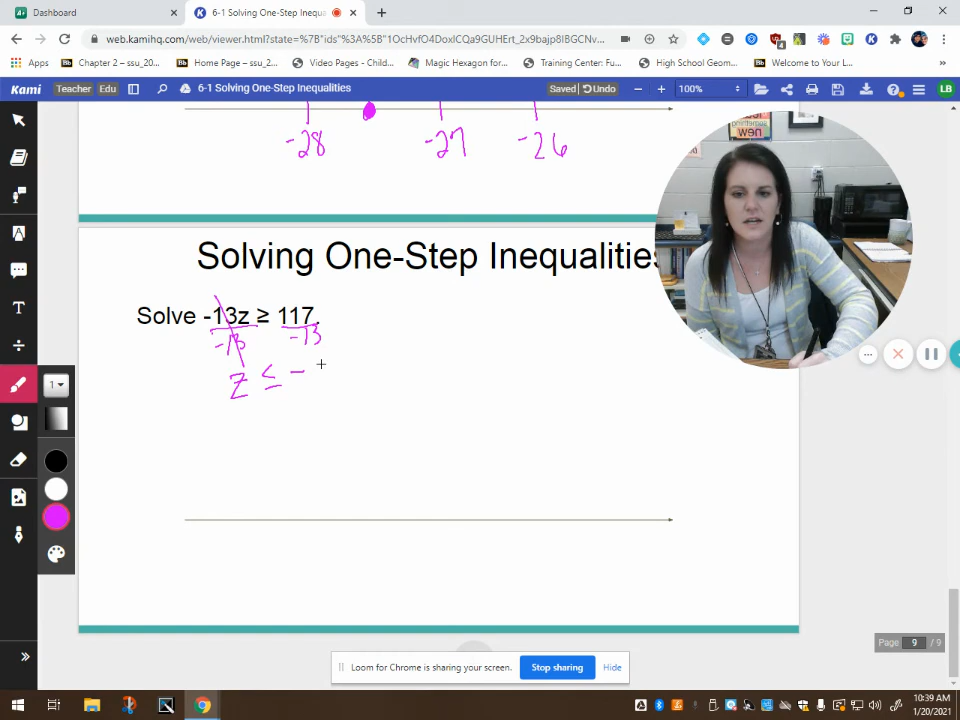 Dashboard
6-1 Solving One-Step Inequa
web.kamihq.com/web/viewer.html?state=%7B"ids"%3A%5B"1OcHvfO4DoxlCQa9GUHErt_2x9bajp8IBGCNv...
Apps
Chapter 2 – ssu_20...
Home Page – ssu_2...
Video Pages - Child...
Magic Hexagon for...
Training Center: Fu...
High School Geom...
Welcome to Your L...
Kami
Teacher
Edu
6-1 Solving One-Step Inequalities
Saved
Undo
100%
LB
-28
-27
-26
new
Solving One-Step Inequalities
Solve -13z ≥ 117.
-13
-13
z ≤ -
1
Page 9 / 9
Loom for Chrome is sharing your screen.
Stop sharing
Hide
10:39 AM
1/20/2021